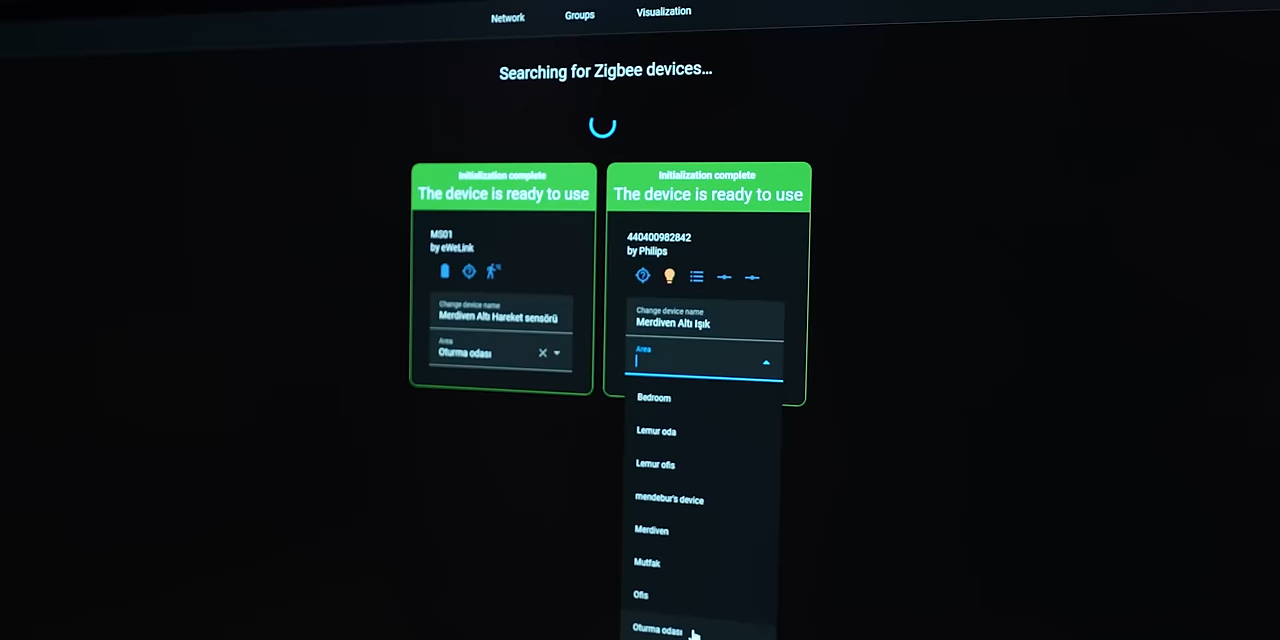 Network
Groups
Visualization
Searching for Zigbee devices...
Initialization complete
The device is ready to use
MS01
by eWeLink
Change device name
Merdiven Altı Hareket sensörü
Area
Oturma odası
Initialization complete
The device is ready to use
440400982842
by Philips
Change device name
Merdiven Altı Işık
Area
Bedroom
Lemur oda
Lemur ofis
mendebur's device
Merdiven
Mutfak
Ofis
Oturma odası